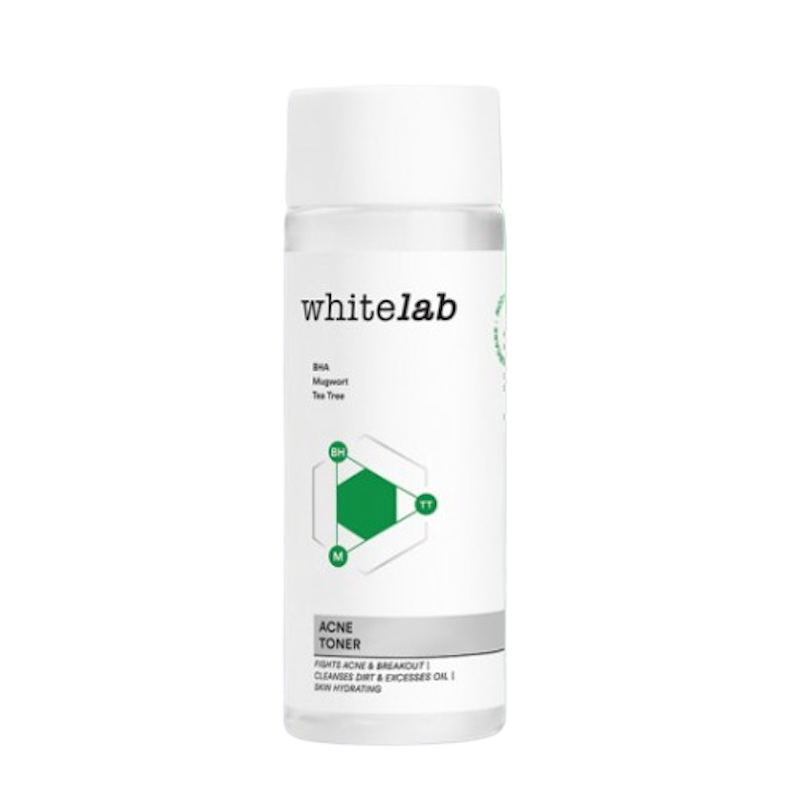 whitelab
BHA
Mugwort
Tea Tree
BH
TT
M
ACNE
TONER
FIGHTS ACNE & BREAKOUT |
CLEANSES DIRT & EXCESSES OIL |
SKIN HYDRATING